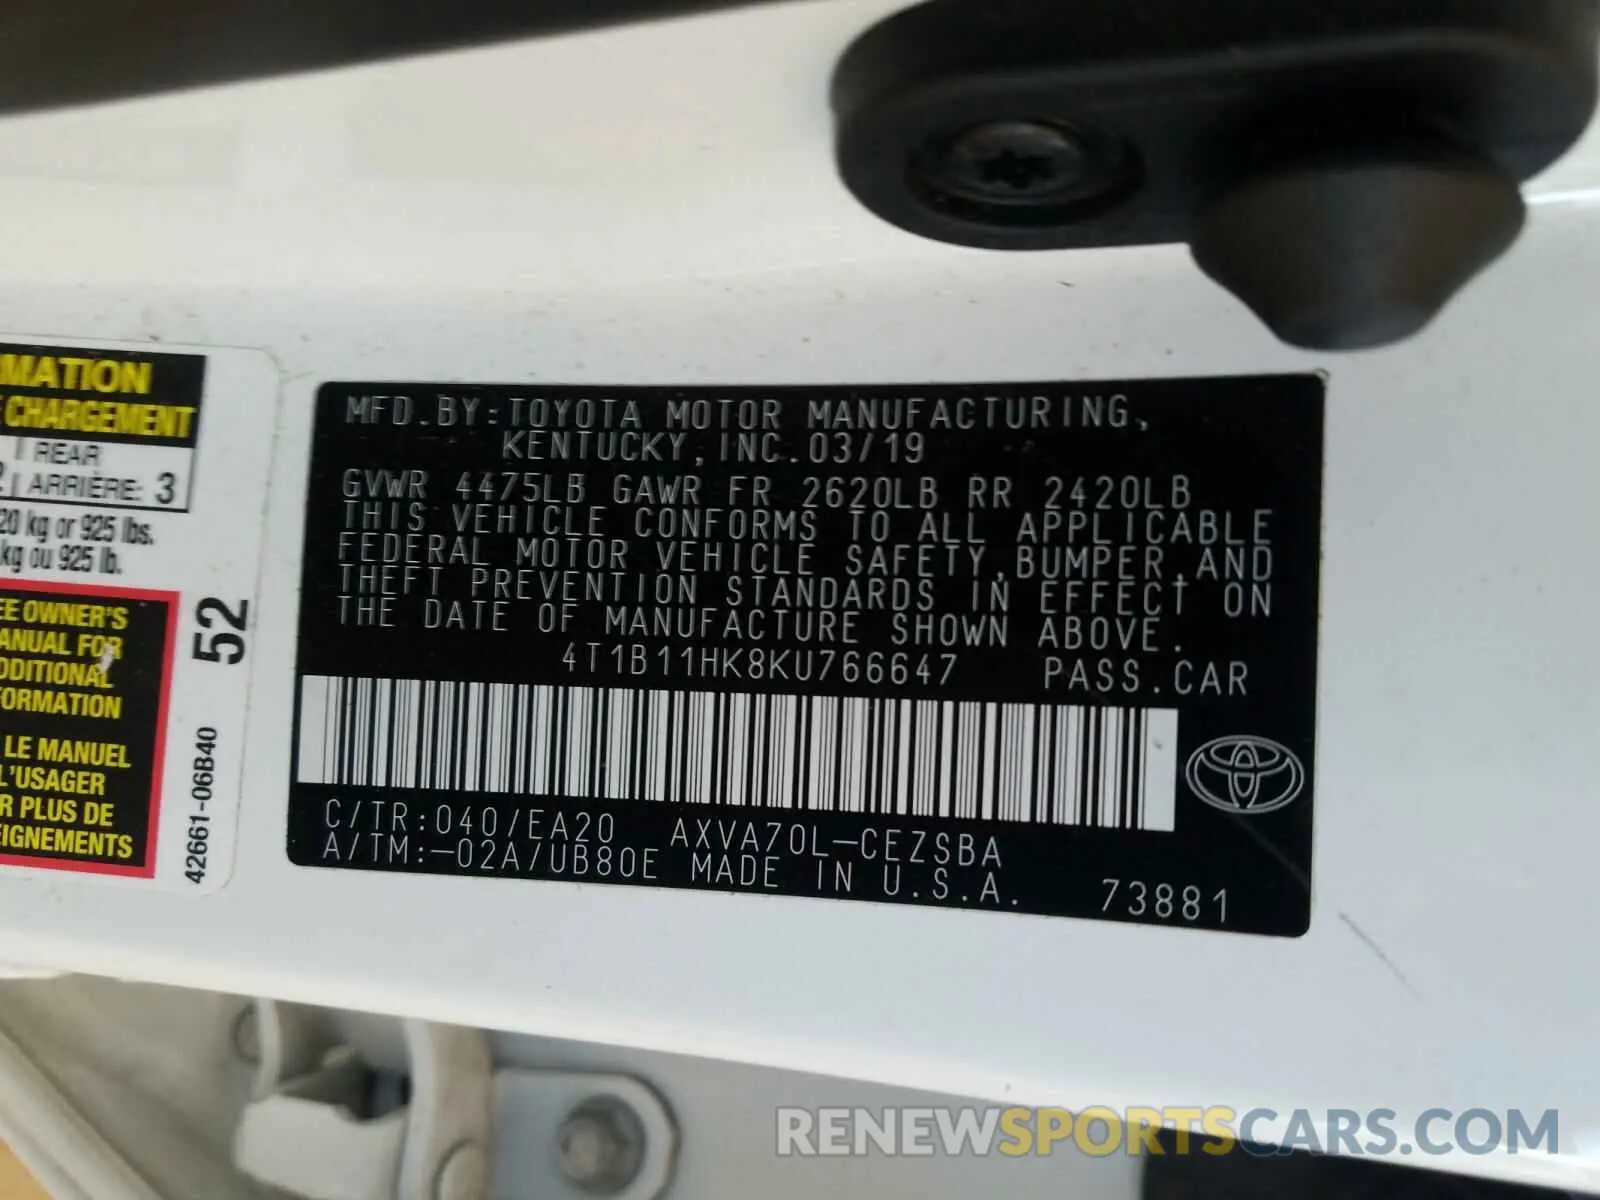 MATION
E CHARGEMENT
REAR
ARRIÈRE: 3
20 kg or 925 lbs.
kg ou 925 lb.
EE OWNER'S
ANUAL FOR
DDITIONAL
FORMATION
LE MANUEL
L'USAGER
R PLUS DE
EIGNEMENTS
52
42661-06B40
MFD.BY:TOYOTA MOTOR MANUFACTURING,
KENTUCKY,INC.03/19
GVWR 4475LB GAWR FR 2620LB RR 2420LB
THIS VEHICLE CONFORMS TO ALL APPLICABLE
FEDERAL MOTOR VEHICLE SAFETY,BUMPER,AND
THEFT PREVENTION STANDARDS IN EFFECT ON
THE DATE OF MANUFACTURE SHOWN ABOVE.
4T1B11HK8KU766647 PASS.CAR
C/TR:040/EA20 AXVA70L-CEZSBA
A/TM:-02A/UB80E MADE IN U.S.A. 73881
RENEWSPORTSCARS.COM